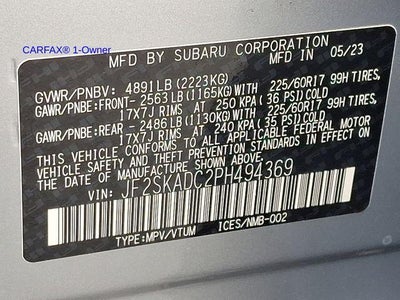 CARFAX® 1-Owner
MFD BY SUBARU CORPORATION
MFD IN 05/23
GVWR/PNBV: 4891LB (2223KG)
GAWR/PNBE:FRONT- 2563LB(1165KG) WITH/AVEC 225/60R17 99H TIRES,
17x7J RIMS AT 250 KPA (36 PSI) COLD
GAWR/PNBE:REAR - 2486LB(1130KG) WITH/AVEC 225/60R17 99H TIRES,
17x7J RIMS AT 240 KPA (35 PSI) COLD
THIS VEHICLE CONFORMS TO ALL APPLICABLE FEDERAL MOTOR
VEHICLE SAFETY AND THEFT PREVENTION STANDARDS IN
EFFECT ON THE DATE OF MANUFACTURE SHOWN ABOVE.
VIN: JF2SKADC2PH494369
TYPE:MPV/VTUM ICES/NMB-002